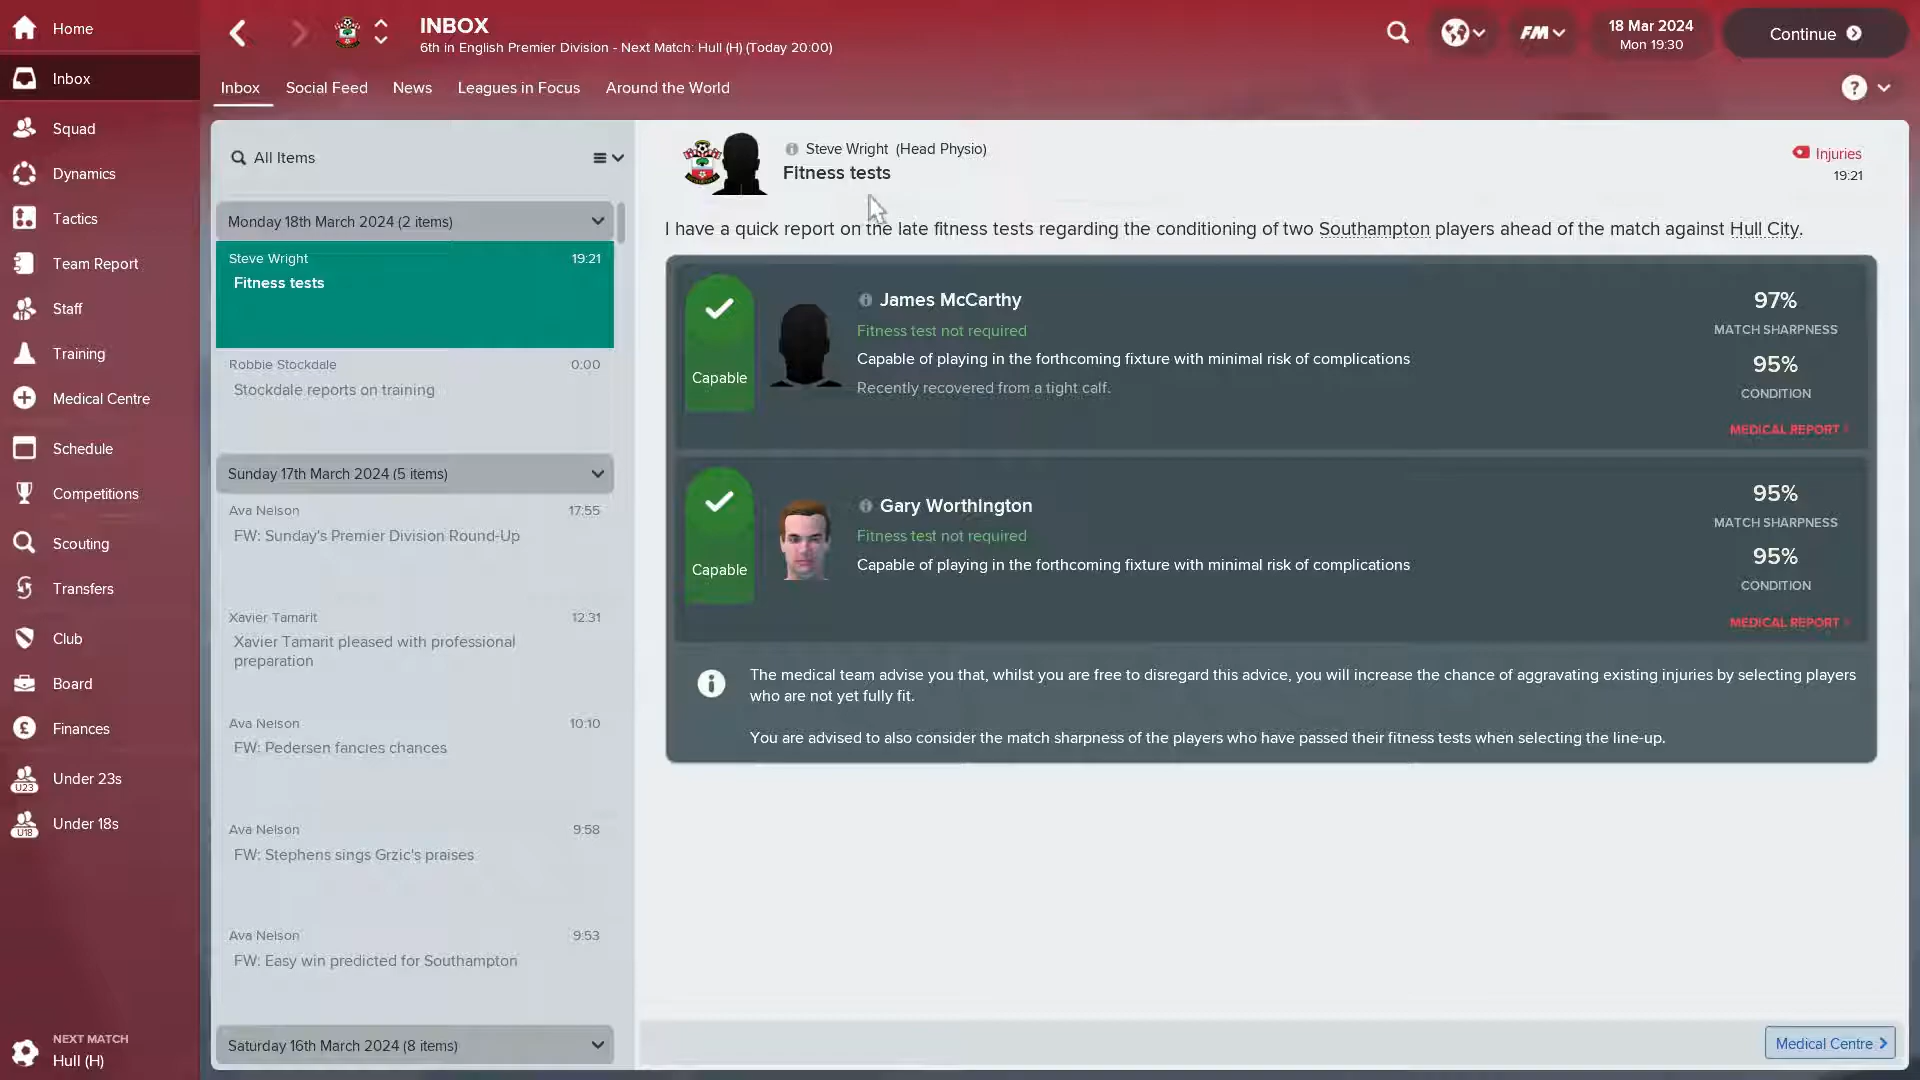 Home
Inbox
Squad
Dynamics
Tactics
Team Report
Staff
Training
Medical Centre
Schedule
Competitions
Scouting
Transfers
Club
Board
Finances
U23
Under 23s
U18
Under 18s
NEXT MATCH
Hull (H)
INBOX
6th in English Premier Division - Next Match: Hull (H) (Today 20:00)
FM
18 Mar 2024
Mon 19:30
Continue
Inbox Social Feed News Leagues in Focus Around the World
?
All Items
Monday 18th March 2024 (2 items)
Steve Wright 19:21
Fitness tests
Robbie Stockdale 0:00
Stockdale reports on training
Sunday 17th March 2024 (5 items)
Ava Nelson 17:55
FW: Sunday's Premier Division Round-Up
Xavier Tamarit 12:31
Xavier Tamarit pleased with professional
preparation
Ava Nelson 10:10
FW: Pedersen fancies chances
Ava Nelson 9:58
FW: Stephens sings Grzic's praises
Ava Nelson 9:53
FW: Easy win predicted for Southampton
Saturday 16th March 2024 (8 items)
Steve Wright (Head Physio)
Fitness tests
Injuries
19:21
I have a quick report on the late fitness tests regarding the conditioning of two Southampton players ahead of the match against Hull City.
Capable
James McCarthy
Fitness test not required
Capable of playing in the forthcoming fixture with minimal risk of complications
Recently recovered from a tight calf.
97%
MATCH SHARPNESS
95%
CONDITION
MEDICAL REPORT
Capable
Gary Worthington
Fitness test not required
Capable of playing in the forthcoming fixture with minimal risk of complications
95%
MATCH SHARPNESS
95%
CONDITION
MEDICAL REPORT
The medical team advise you that, whilst you are free to disregard this advice, you will increase the chance of aggravating existing injuries by selecting players
who are not yet fully fit.
You are advised to also consider the match sharpness of the players who have passed their fitness tests when selecting the line-up.
Medical Centre